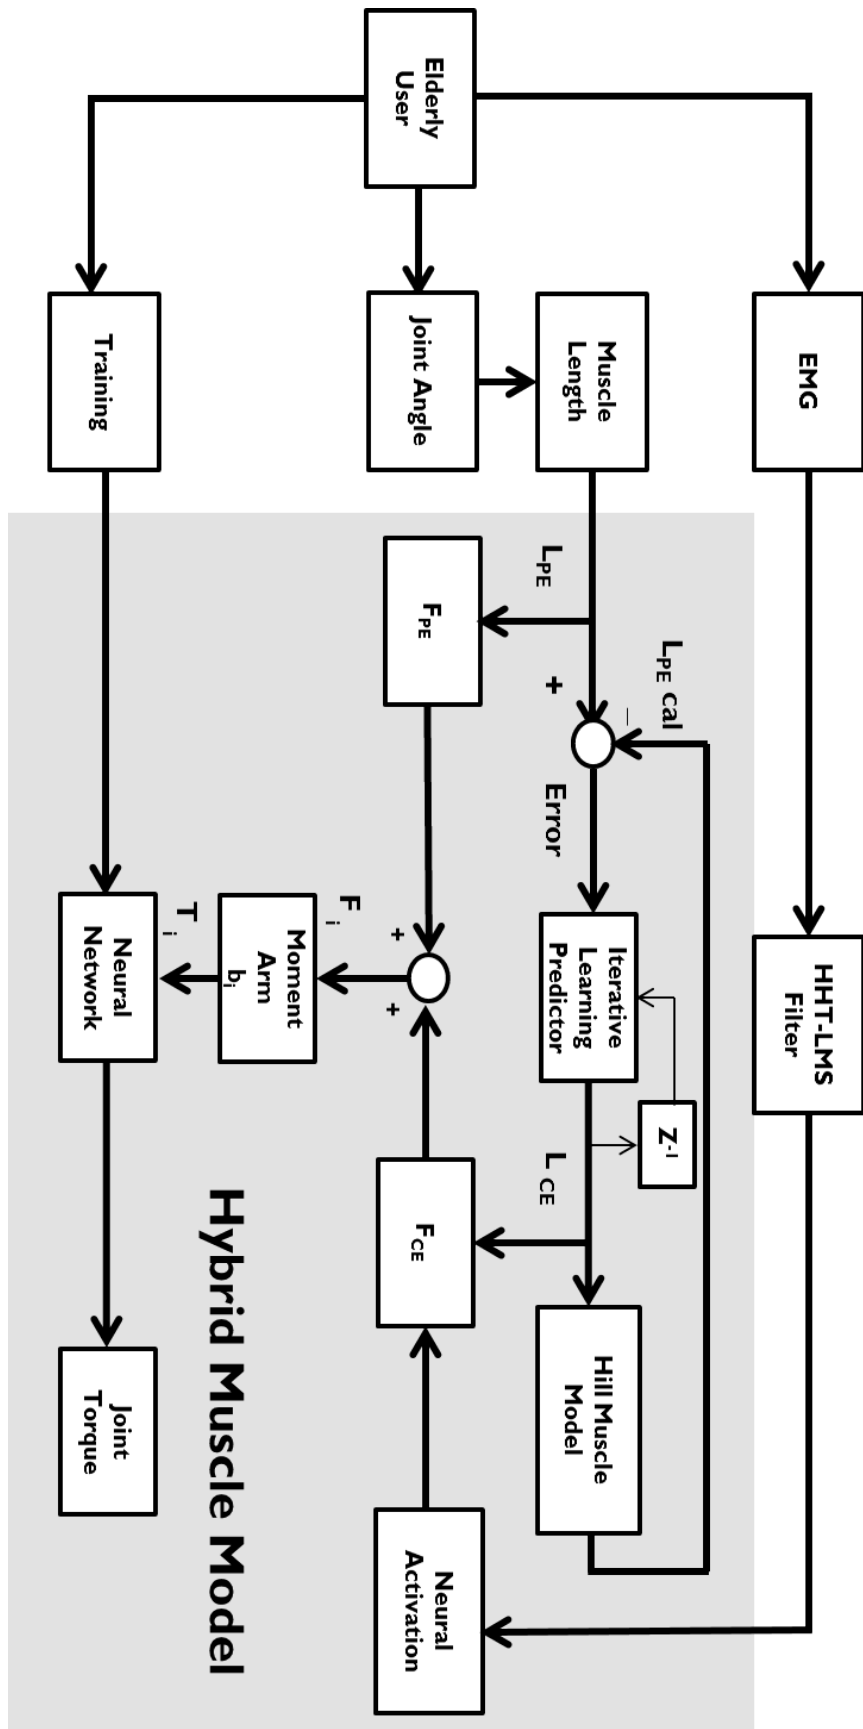 Elderly
User
EMG
HHT-LMS
Filter
Muscle
Length
Joint Angle
Training
L PE cal
–
+
L PE
Error
Iterative
Learning
Predictor
Z-1
L CE
Hill Muscle
Model
F PE
+
+
F CE
Neural
Activation
F i
Moment
Arm
bi
T i
Neural
Network
Joint
Torque
Hybrid Muscle Model